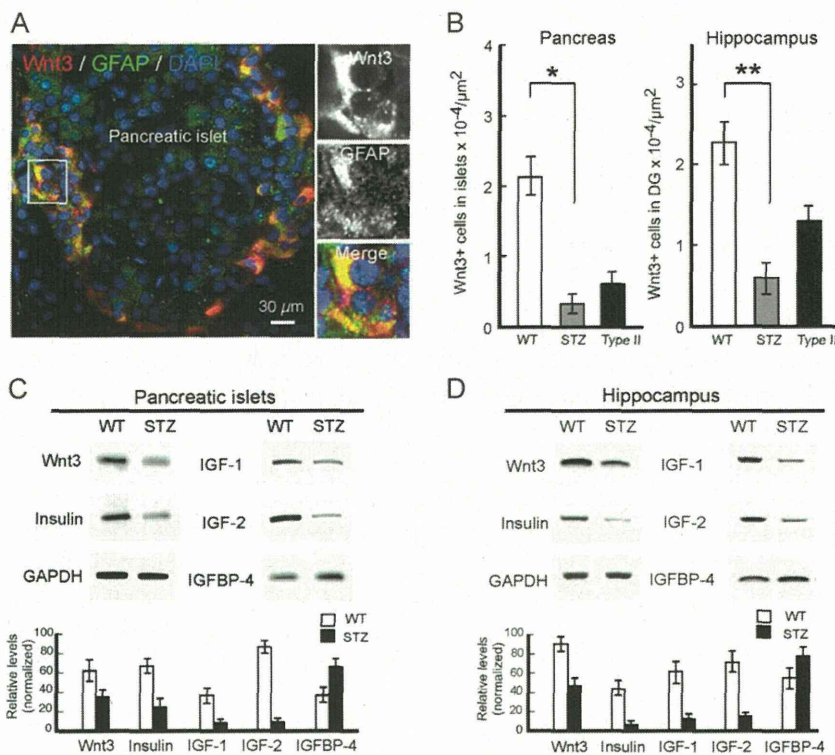 A
Wnt3 / GFAP / DAPI
Pancreatic islet
30 µm
Wnt3
GFAP
Merge
B
Pancreas
Wnt3+ cells in islets x 10-4/µm2
4
3
2
1
0
*
WT STZ Type II
Hippocampus
Wnt3+ cells in DG x 10-4/µm2
3
2
1
0
**
WT STZ Type II
C
Pancreatic islets
WT STZ WT STZ
Wnt3 IGF-1
Insulin IGF-2
GAPDH IGFBP-4
WT
STZ
Relative levels
(normalized)
100
80
60
40
20
0
Wnt3 Insulin IGF-1 IGF-2 IGFBP-4
D
Hippocampus
WT STZ WT STZ
Wnt3 IGF-1
Insulin IGF-2
GAPDH IGFBP-4
WT
STZ
Relative levels
(normalized)
100
80
60
40
20
0
Wnt3 Insulin IGF-1 IGF-2 IGFBP-4